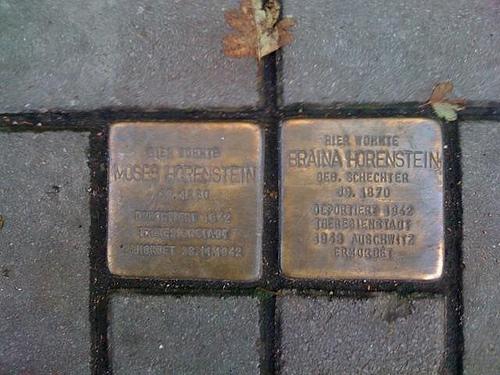 HIER WOHNTE
MOSES HORENSTEIN
DEPORTIERT 1942
THERESIENSTADT
ERMORDET
HIER WOHNTE
BRAINA HORENSTEIN
GEB. SCHECHTER
JG. 1870
DEPORTIERT 1942
THERESIENSTADT
1943 AUSCHWITZ
ERMORDET